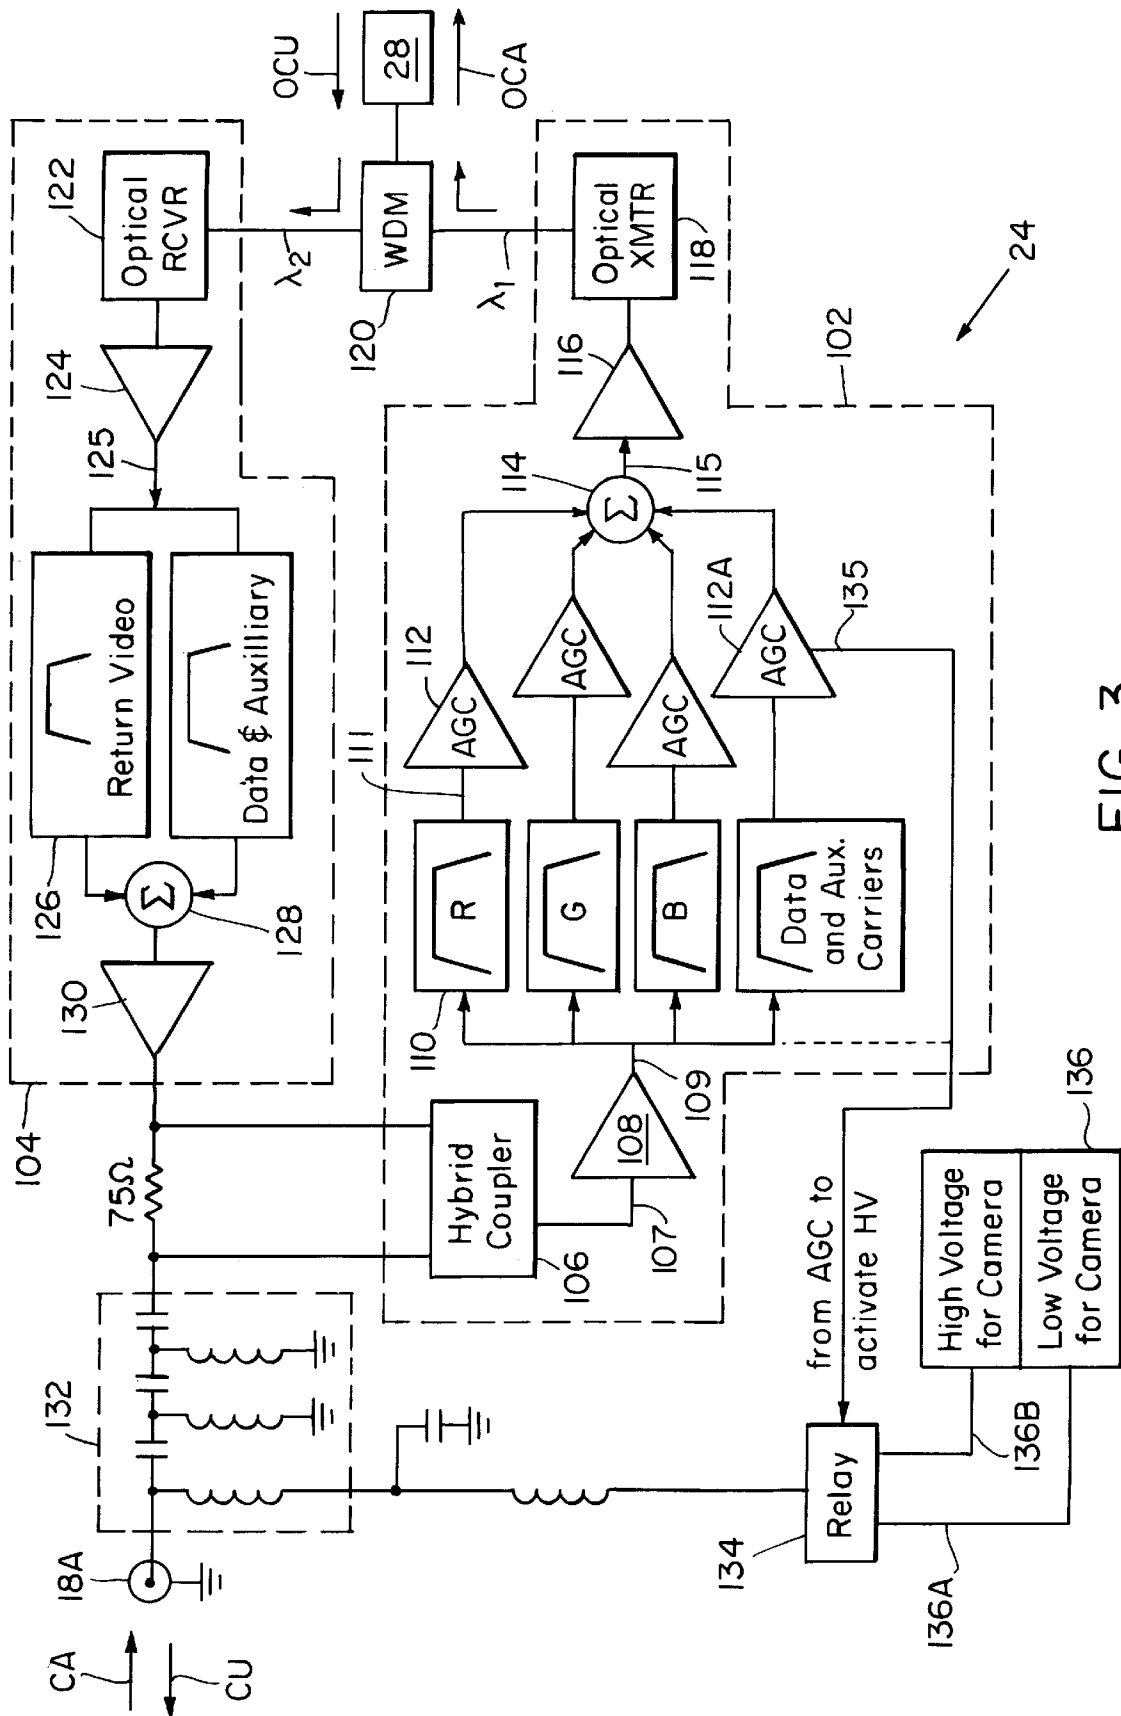 CA
CU
18A
132
75Ω
104
130
128
Σ
126
Return Video
Data & Auxilliary
125
124
122
Optical
RCVR
λ2
OCU
28
OCA
WDM
120
λ1
Optical
XMTR
118
116
115
114
Σ
102
24
Hybrid
Coupler
106
107
108
109
110
R
G
B
Data
and Aux.
Carriers
111
112
AGC
AGC
AGC
AGC
112A
135
from AGC to
activate HV
Relay
134
136A
136B
High Voltage
for Camera
Low Voltage
for Camera
136
FIG. 3